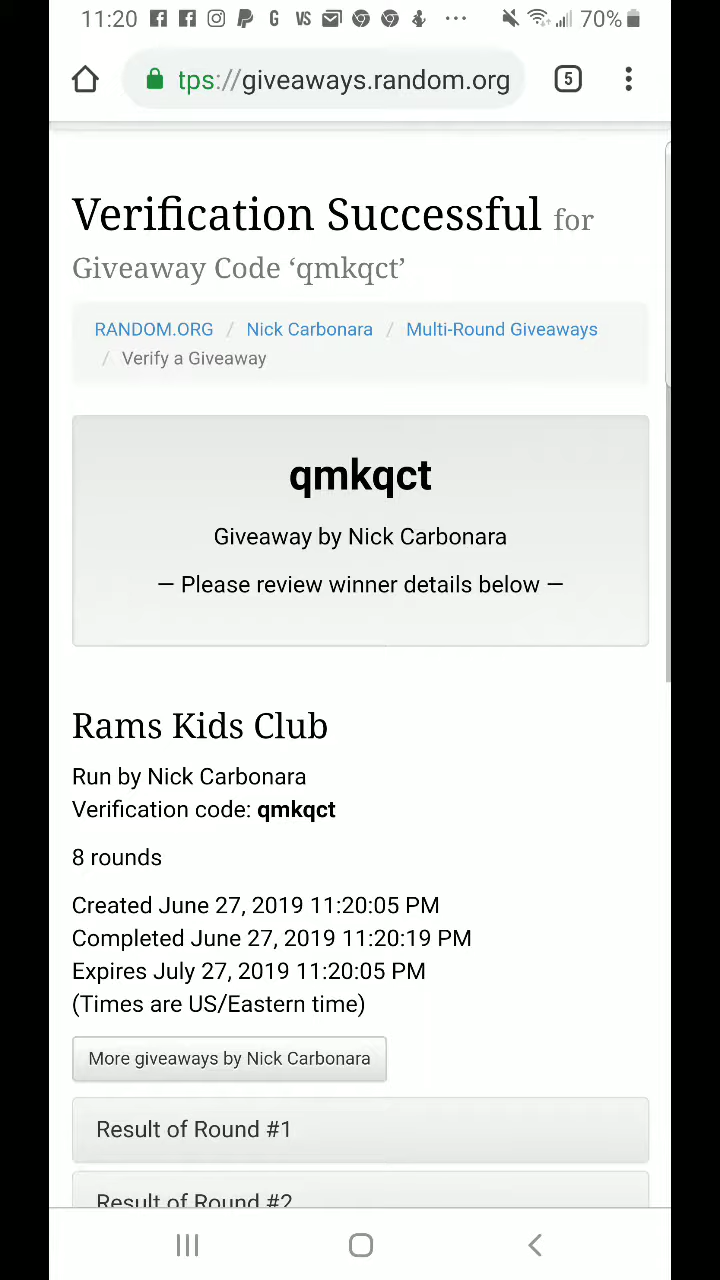 11:20 G VS 70%
tps://giveaways.random.org 5
Verification Successful for
Giveaway Code ‘qmkqct’
RANDOM.ORG / Nick Carbonara / Multi-Round Giveaways
/ Verify a Giveaway
qmkqct
Giveaway by Nick Carbonara
— Please review winner details below —
Rams Kids Club
Run by Nick Carbonara
Verification code: qmkqct
8 rounds
Created June 27, 2019 11:20:05 PM
Completed June 27, 2019 11:20:19 PM
Expires July 27, 2019 11:20:05 PM
(Times are US/Eastern time)
More giveaways by Nick Carbonara
Result of Round #1
Result of Round #2